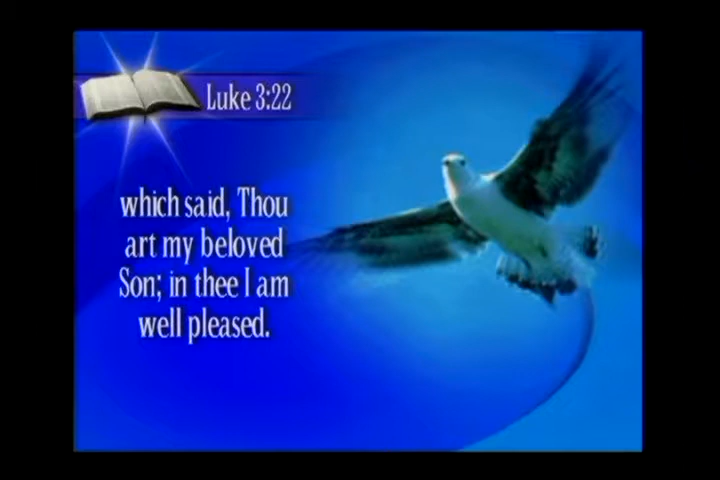 Luke 3:22
which said, Thou
art my beloved
Son; in thee I am
well pleased.